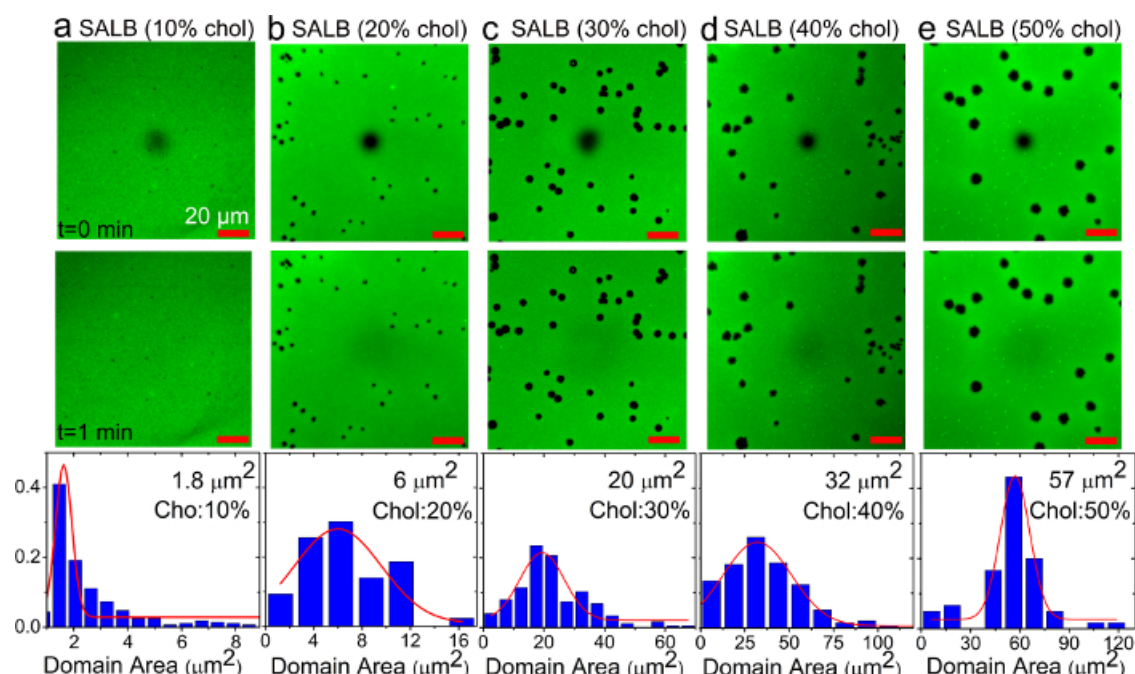 a SALB (10% chol) b SALB (20% chol) c SALB (30% chol) d SALB (40% chol) e SALB (50% chol)
20 μm
t=0 min
t=1 min
1.8 μm² 6 μm² 20 μm² 32 μm² 57 μm²
Cho:10% Chol:20% Chol:30% Chol:40% Chol:50%
0.4
0.2
0.0
2 4 6 8 0 4 8 12 16 0 20 40 60 0 25 50 75 100 0 30 60 90 120
Domain Area (μm²) Domain Area (μm²) Domain Area (μm²) Domain Area (μm²) Domain Area (μm²)